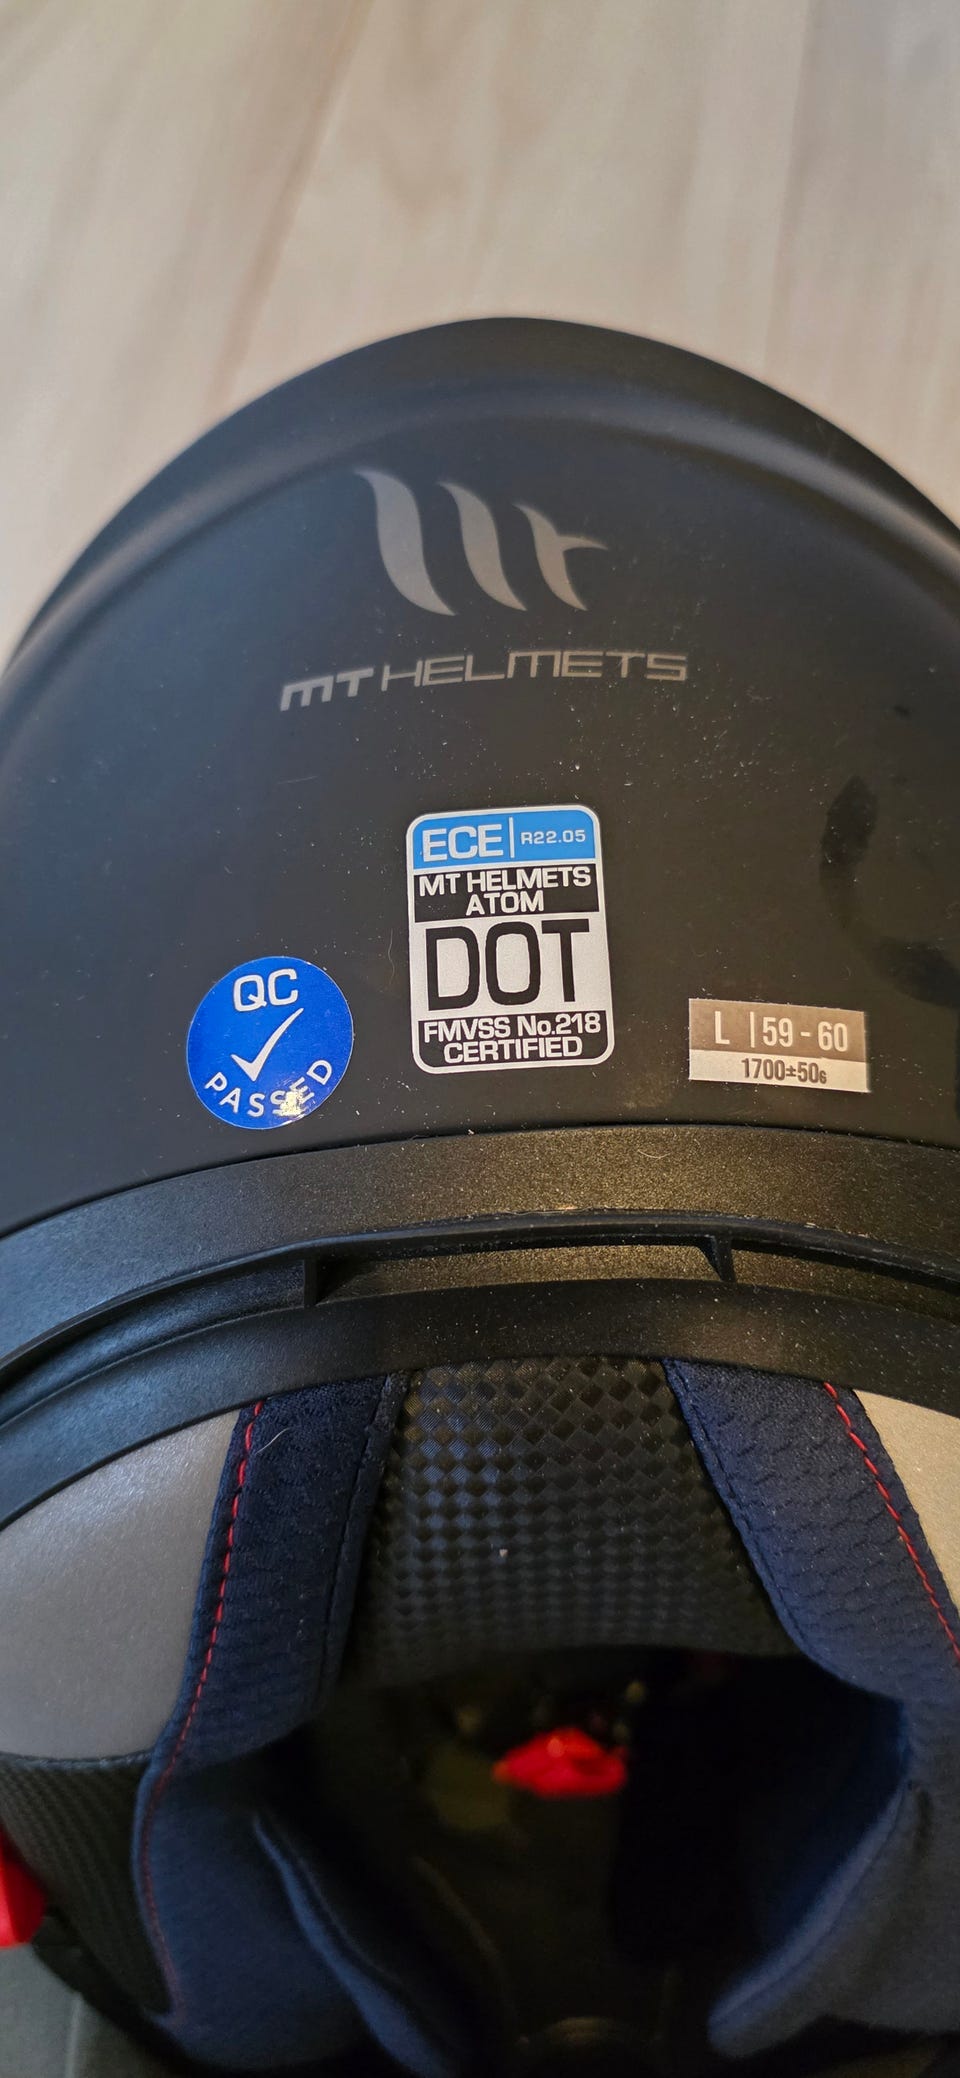 MT HELMETS
ECE | R22.05
MT HELMETS
ATOM
DOT
FMVSS No.218
CERTIFIED
QC
PASSED
L | 59 - 60
1700±50G